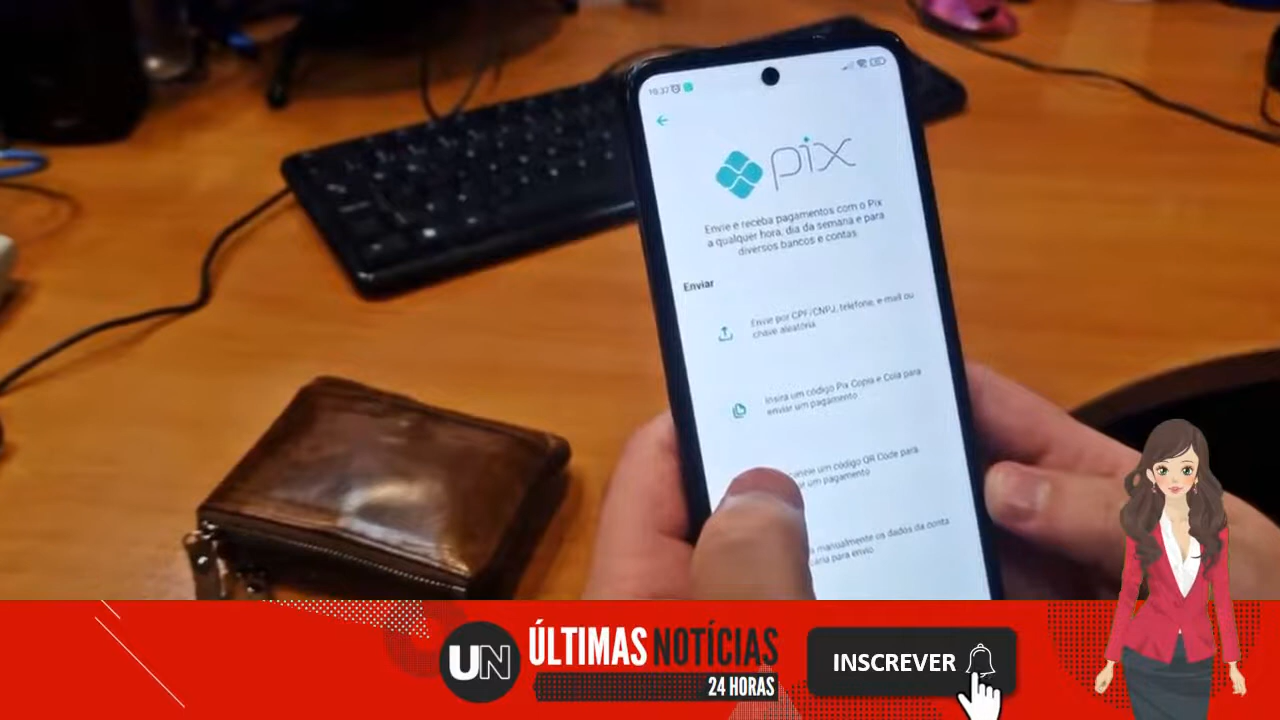 10:37
pix
Envie e receba pagamentos com o Pix
a qualquer hora, dia da semana e para
diversos bancos e contas.
Enviar
Envie por CPF/CNPJ, telefone, e-mail ou
chave aleatória
Insira um código Pix Copia e Cola para
enviar um pagamento
um código QR Code para
um pagamento
manualmente os dados da conta
para envio
UN
ÚLTIMAS NOTÍCIAS
24 HORAS
INSCREVER